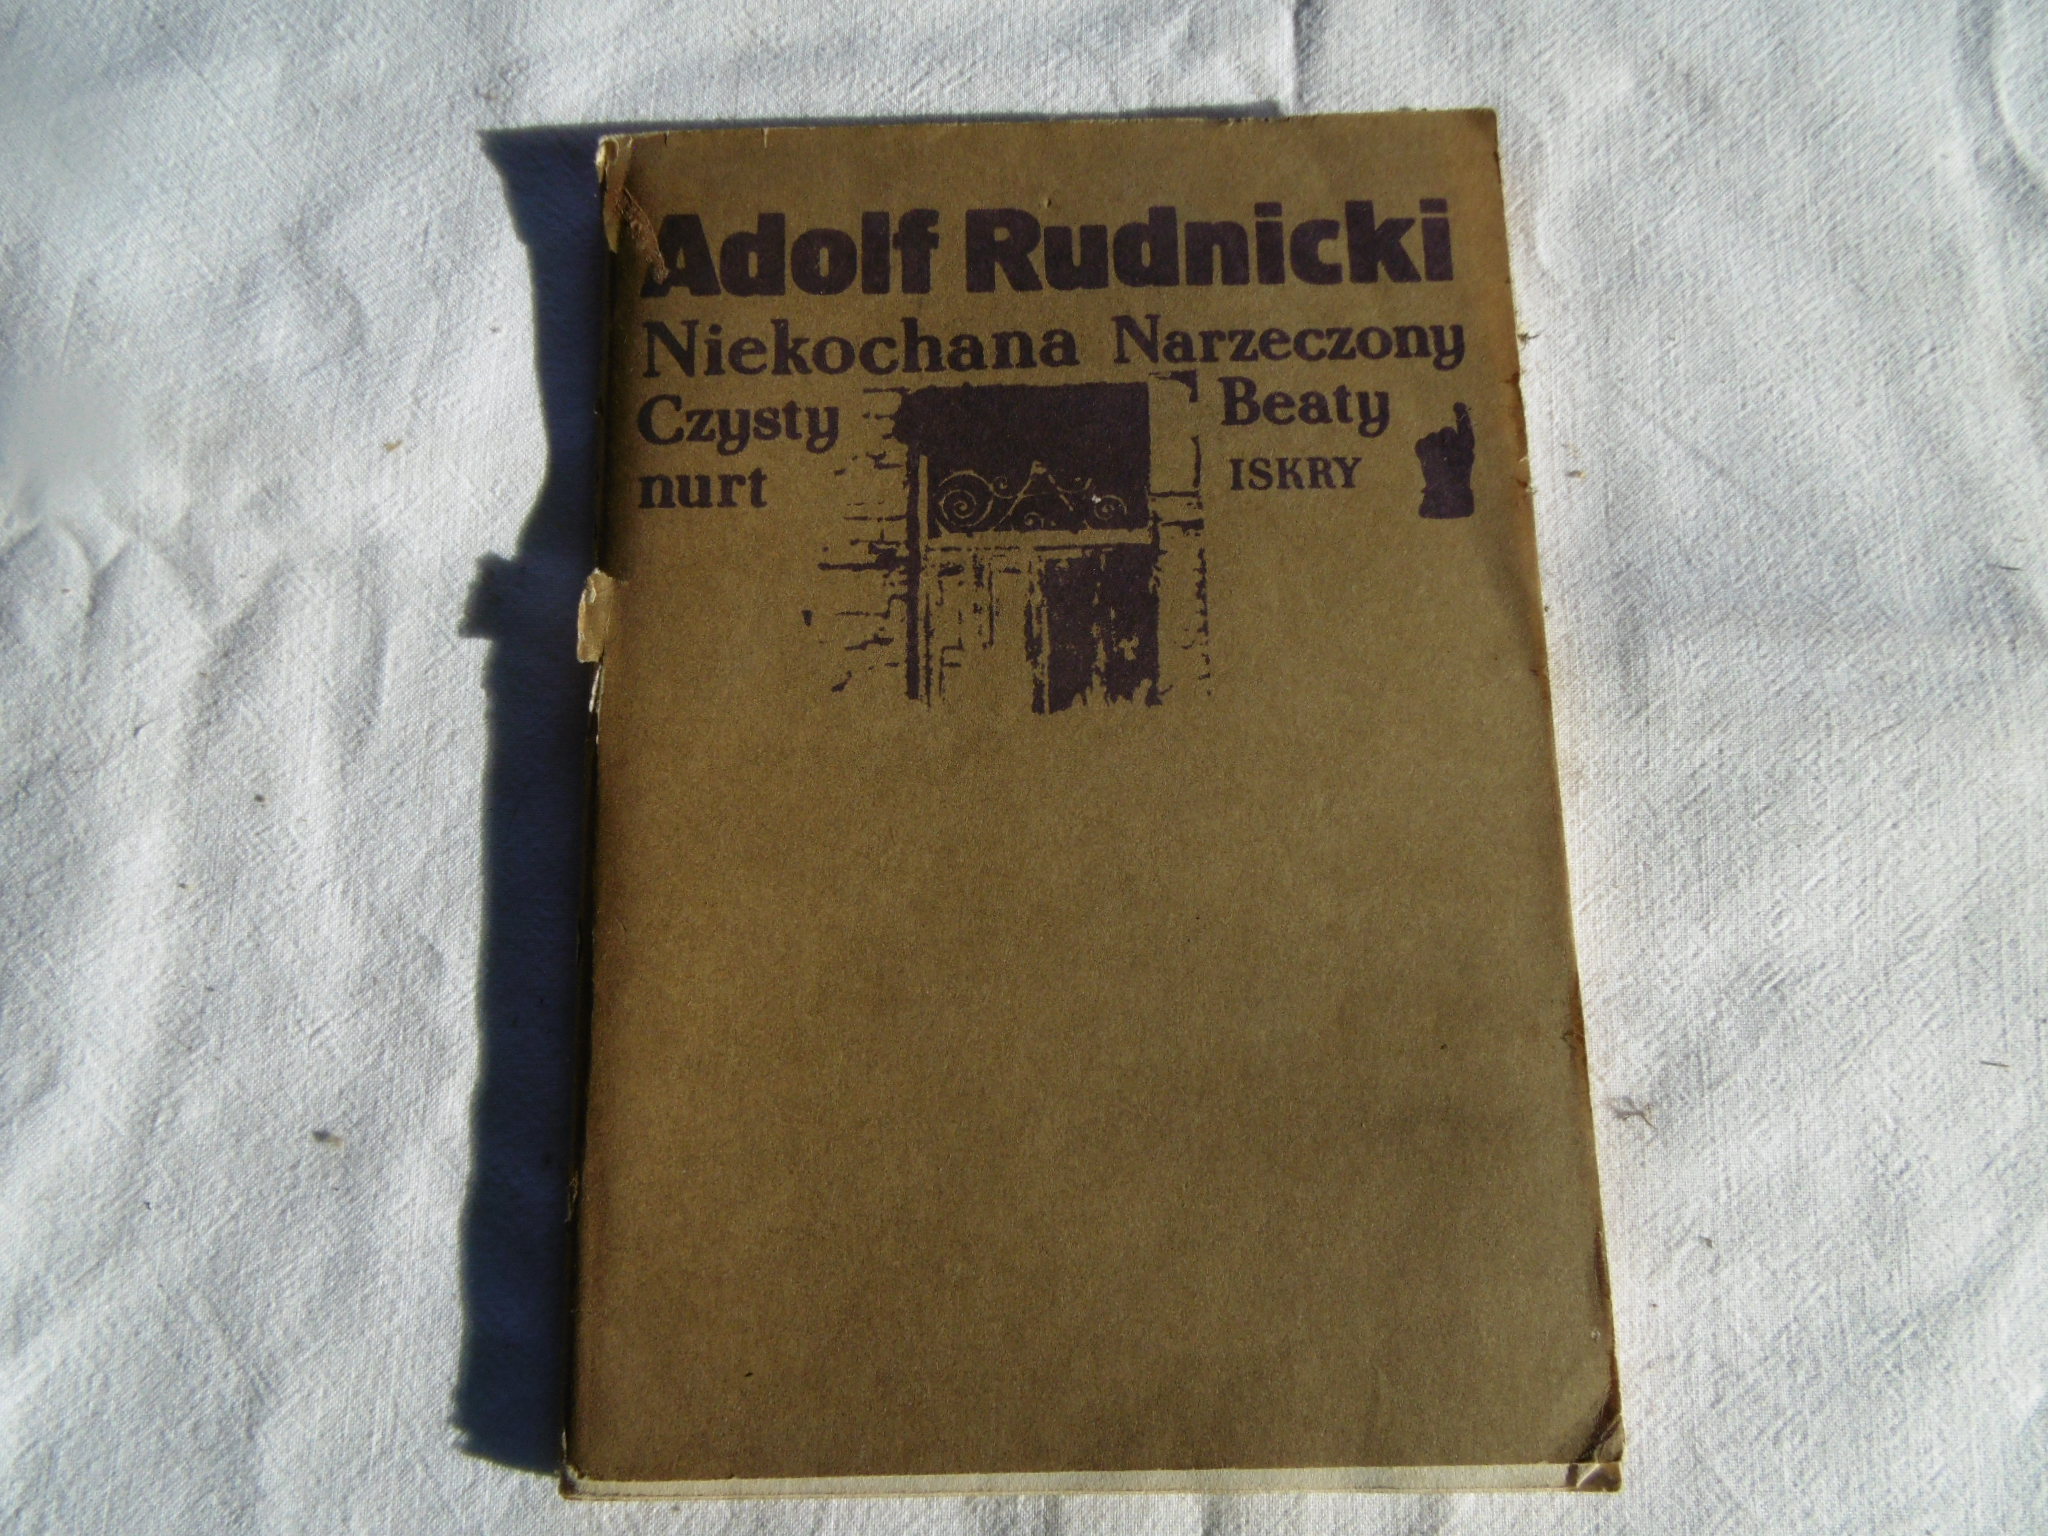 Adolf Rudnicki
Niekochana Narzeczony
Czysty Beaty
nurt ISKRY